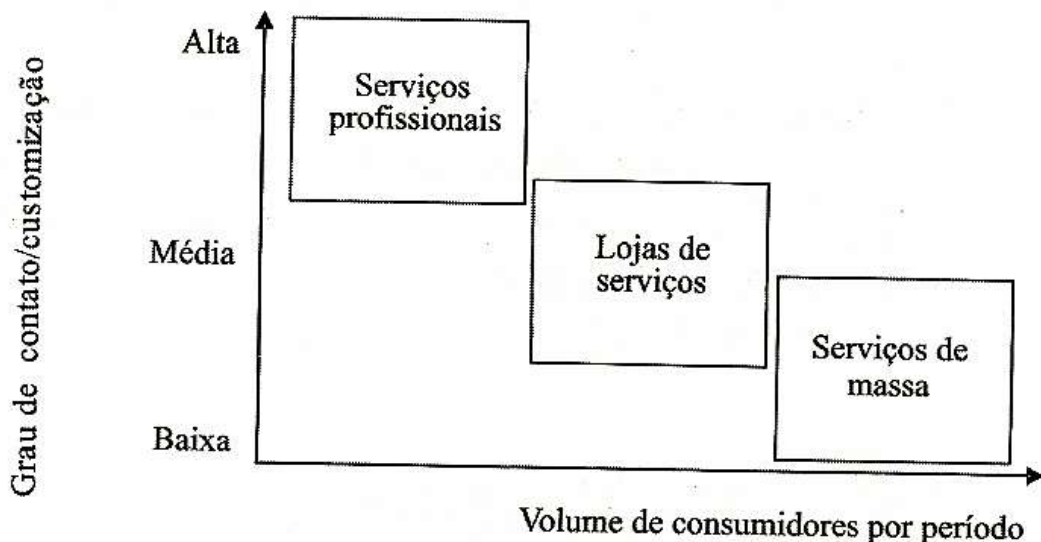 Grau de contato/customização
Alta
Média
Baixa
Serviços
profissionais
Lojas de
serviços
Serviços de
massa
Volume de consumidores por período